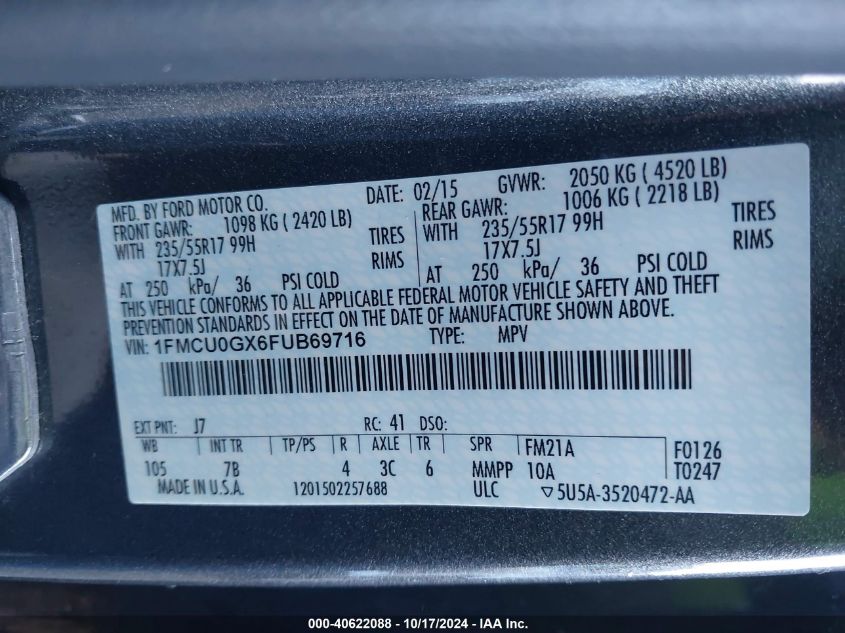 MFD. BY FORD MOTOR CO. DATE: 02/15 GVWR: 2050 KG ( 4520 LB)
FRONT GAWR: 1098 KG ( 2420 LB) REAR GAWR: 1006 KG ( 2218 LB)
WITH 235/55R17 99H TIRES WITH 235/55R17 99H TIRES
17X7.5J RIMS 17X7.5J RIMS
AT 250 kPa/ 36 PSI COLD AT 250 kPa/ 36 PSI COLD
THIS VEHICLE CONFORMS TO ALL APPLICABLE FEDERAL MOTOR VEHICLE SAFETY AND THEFT
PREVENTION STANDARDS IN EFFECT ON THE DATE OF MANUFACTURE SHOWN ABOVE.
VIN: 1FMCU0GX6FUB69716 TYPE: MPV
EXT PNT: J7 RC: 41 DSO:
WB INT TR TP/PS R AXLE TR SPR FM21A F0126
105 7B 4 3C 6 MMPP 10A T0247
MADE IN U.S.A. 1201502257688 ULC ▽5U5A-3520472-AA
000-40622088 - 10/17/2024 - IAA Inc.